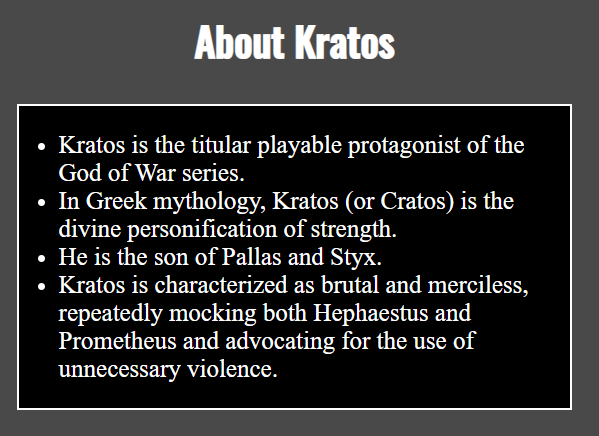 About Kratos
• Kratos is the titular playable protagonist of the
God of War series.
• In Greek mythology, Kratos (or Cratos) is the
divine personification of strength.
• He is the son of Pallas and Styx.
• Kratos is characterized as brutal and merciless,
repeatedly mocking both Hephaestus and
Prometheus and advocating for the use of
unnecessary violence.